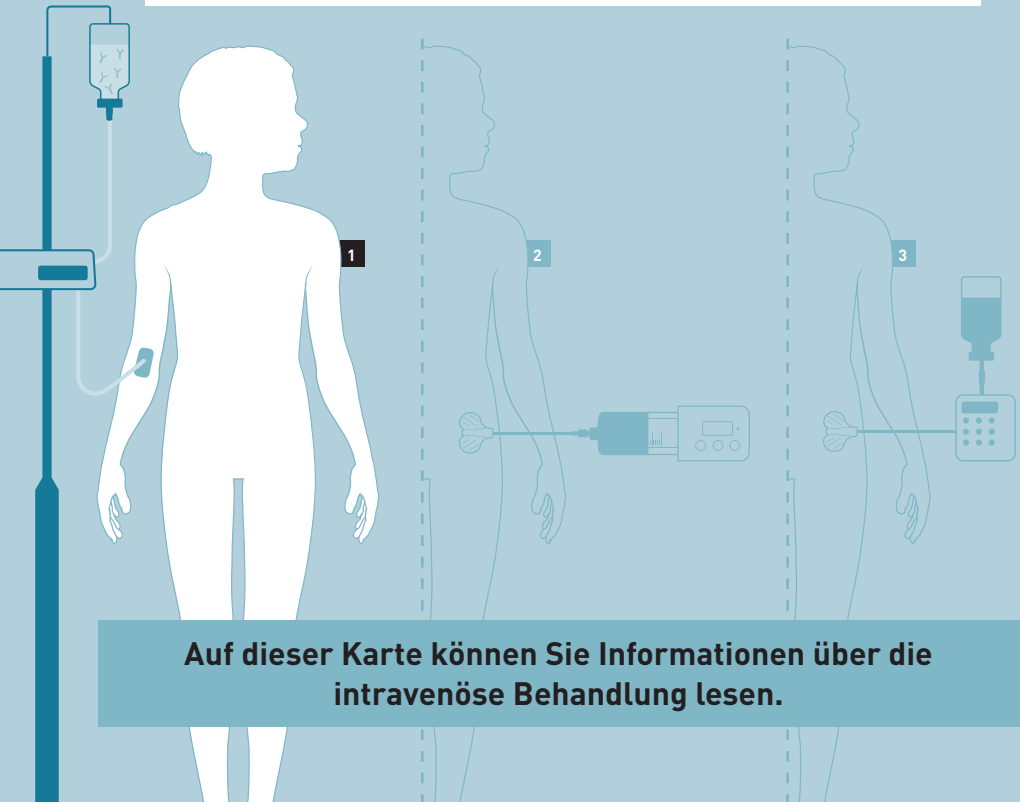 1
2
3
Auf dieser Karte können Sie Informationen über die
intravenöse Behandlung lesen.